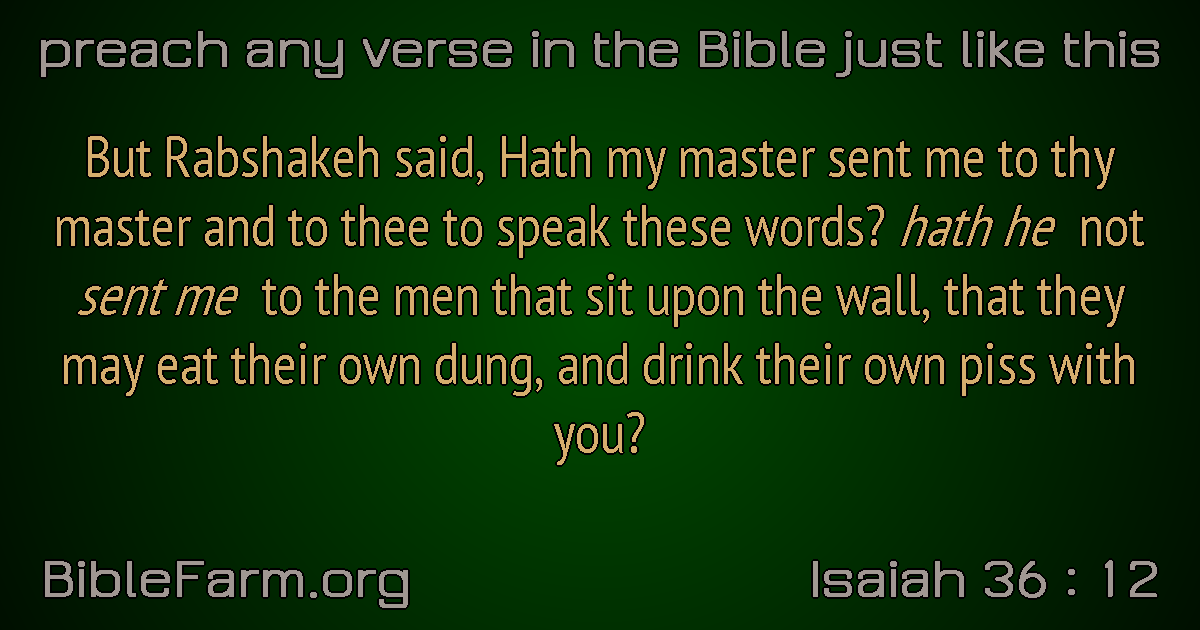 preach any verse in the Bible just like this
But Rabshakeh said, Hath my master sent me to thy
master and to thee to speak these words? hath he not
sent me to the men that sit upon the wall, that they
may eat their own dung, and drink their own piss with
you?
BibleFarm.org
Isaiah 36 : 12